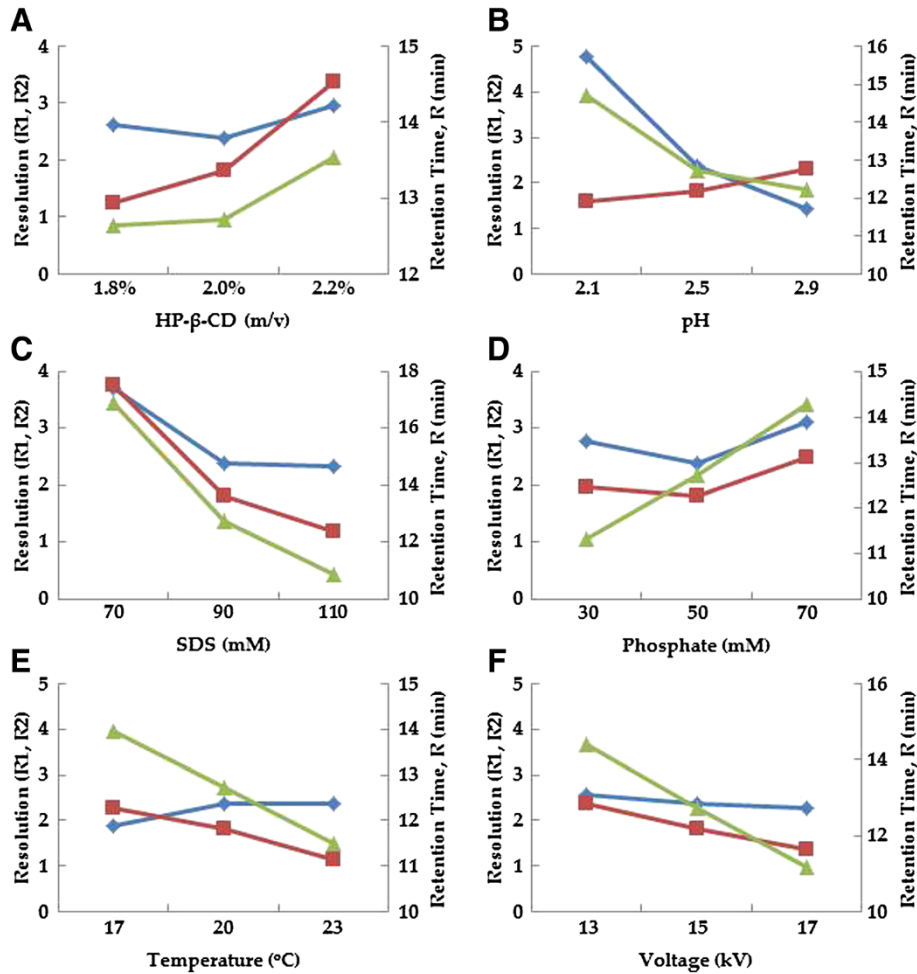 A
Resolution (R1, R2)
4
3
2
1
0
15
14
13
12
Retention Time, R (min)
1.8% 2.0% 2.2%
HP-β-CD (m/v)
B
Resolution (R1, R2)
5
4
3
2
1
0
16
15
14
13
12
11
10
Retention Time, R (min)
2.1 2.5 2.9
pH
C
Resolution (R1, R2)
4
3
2
1
0
18
16
14
12
10
Retention Time, R (min)
70 90 110
SDS (mM)
D
Resolution (R1, R2)
4
3
2
1
0
15
14
13
12
11
10
Retention Time, R (min)
30 50 70
Phosphate (mM)
E
Resolution (R1, R2)
5
4
3
2
1
0
15
14
13
12
11
10
Retention Time, R (min)
17 20 23
Temperature (°C)
F
Resolution (R1, R2)
5
4
3
2
1
0
16
14
12
10
Retention Time, R (min)
13 15 17
Voltage (kV)